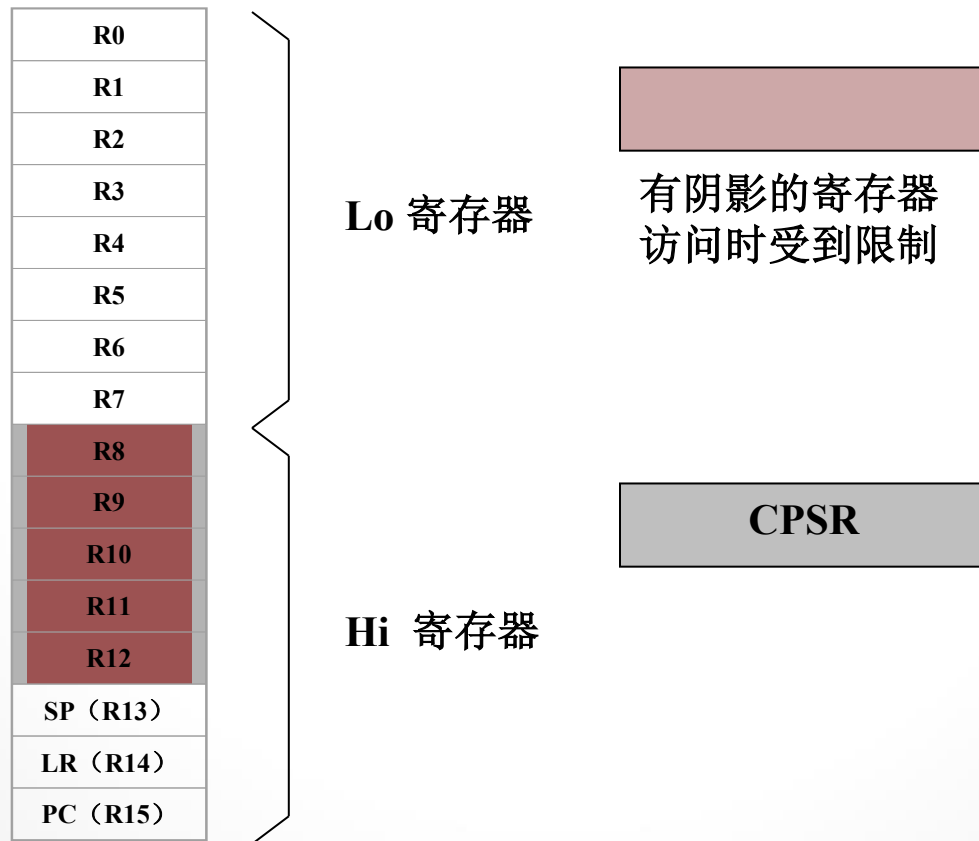 R0
R1
R2
R3
R4
R5
R6
R7
R8
R9
R10
R11
R12
SP（R13）
LR（R14）
PC（R15）
Lo 寄存器
Hi 寄存器
有阴影的寄存器
访问时受到限制
CPSR